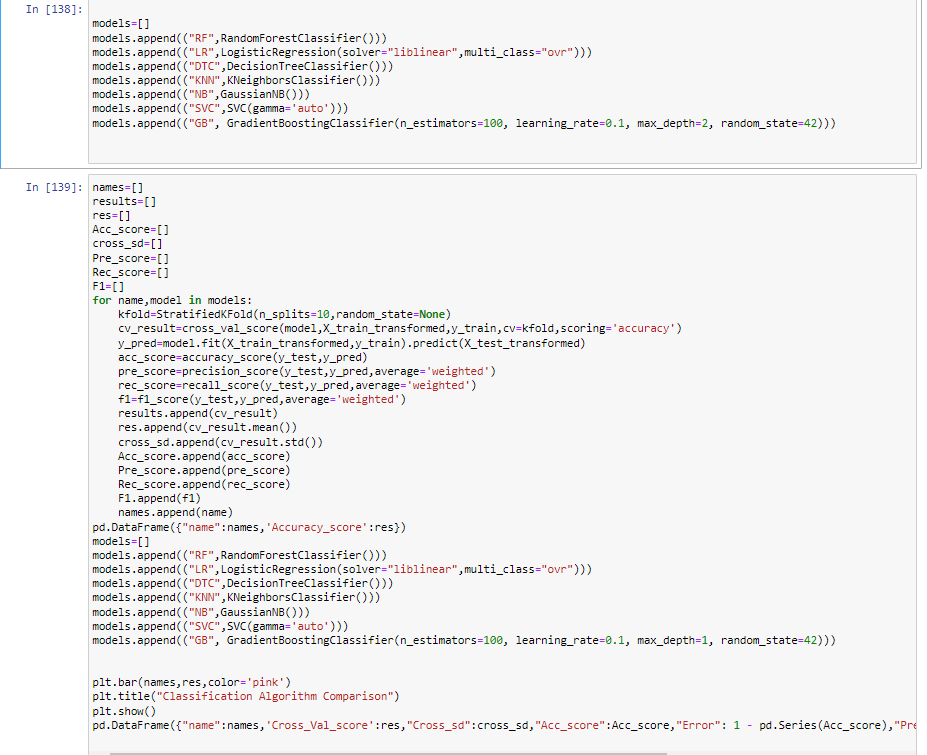 In [138]:
models=[]
models.append(("RF",RandomForestClassifier()))
models.append(("LR",LogisticRegression(solver="liblinear",multi_class="ovr")))
models.append(("DTC",DecisionTreeClassifier()))
models.append(("KNN",KNeighborsClassifier()))
models.append(("NB",GaussianNB()))
models.append(("SVC",SVC(gamma='auto')))
models.append(("GB", GradientBoostingClassifier(n_estimators=100, learning_rate=0.1, max_depth=2, random_state=42)))
In [139]:
names=[]
results=[]
res=[]
Acc_score=[]
cross_sd=[]
Pre_score=[]
Rec_score=[]
F1=[]
for name,model in models:
    kfold=StratifiedKFold(n_splits=10,random_state=None)
    cv_result=cross_val_score(model,X_train_transformed,y_train,cv=kfold,scoring='accuracy')
    y_pred=model.fit(X_train_transformed,y_train).predict(X_test_transformed)
    acc_score=accuracy_score(y_test,y_pred)
    pre_score=precision_score(y_test,y_pred,average='weighted')
    rec_score=recall_score(y_test,y_pred,average='weighted')
    f1=f1_score(y_test,y_pred,average='weighted')
    results.append(cv_result)
    res.append(cv_result.mean())
    cross_sd.append(cv_result.std())
    Acc_score.append(acc_score)
    Pre_score.append(pre_score)
    Rec_score.append(rec_score)
    F1.append(f1)
    names.append(name)
pd.DataFrame({"name":names,'Accuracy_score':res})
models=[]
models.append(("RF",RandomForestClassifier()))
models.append(("LR",LogisticRegression(solver="liblinear",multi_class="ovr")))
models.append(("DTC",DecisionTreeClassifier()))
models.append(("KNN",KNeighborsClassifier()))
models.append(("NB",GaussianNB()))
models.append(("SVC",SVC(gamma='auto')))
models.append(("GB", GradientBoostingClassifier(n_estimators=100, learning_rate=0.1, max_depth=1, random_state=42)))
plt.bar(names,res,color='pink')
plt.title("Classification Algorithm Comparison")
plt.show()
pd.DataFrame({"name":names,'Cross_Val_score':res,"Cross_sd":cross_sd,"Acc_score":Acc_score,"Error": 1 - pd.Series(Acc_score),"Pre